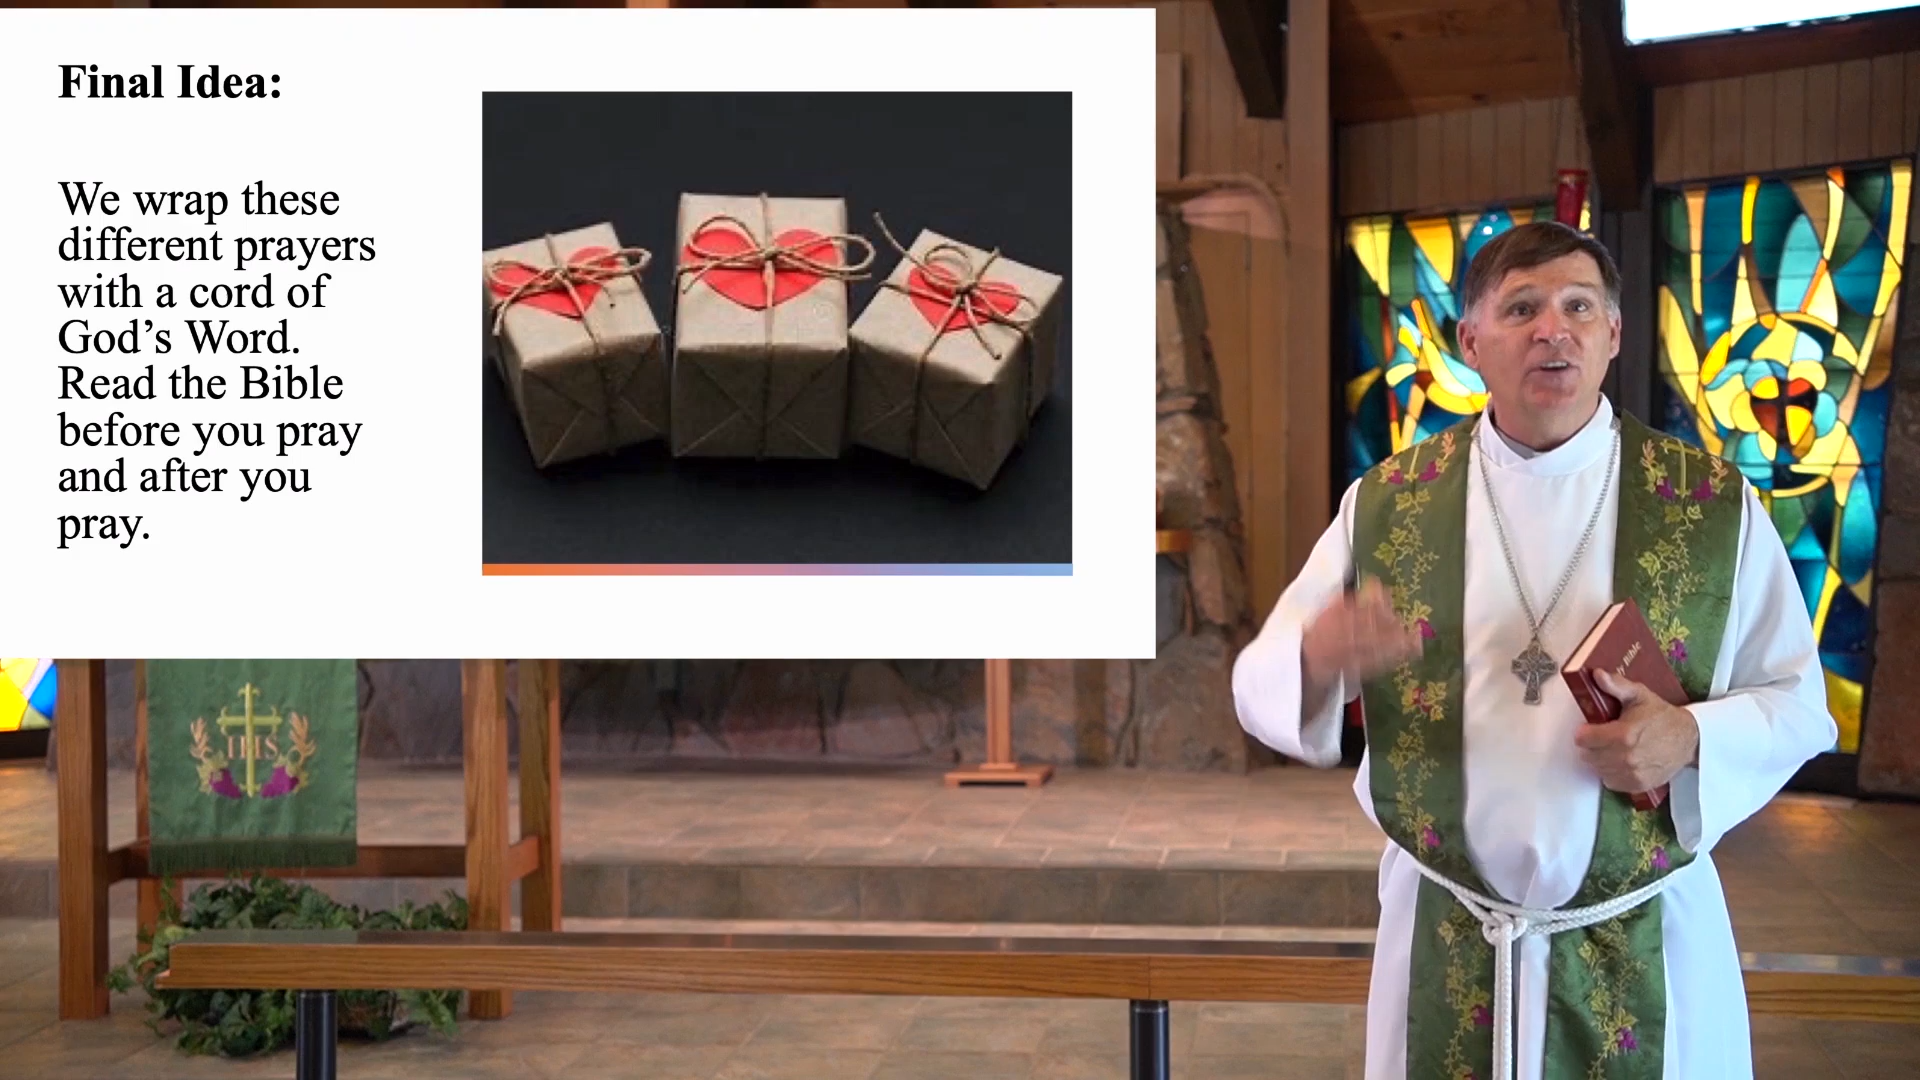 Final Idea:
We wrap these
different prayers
with a cord of
God’s Word.
Read the Bible
before you pray
and after you
pray.
IHS
Bible